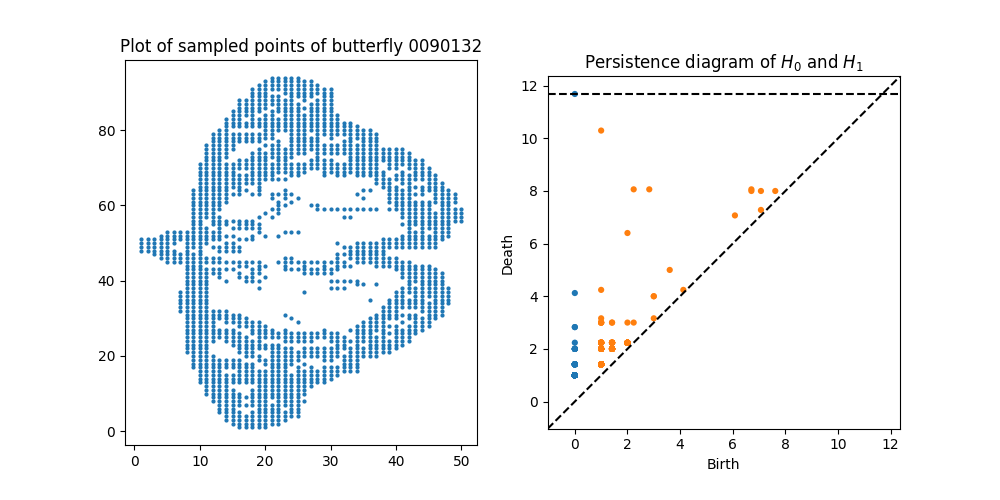 Plot of sampled points of butterfly 0090132
80
60
40
20
0
0 10 20 30 40 50
Persistence diagram of $H_0$ and $H_1$
12
10
8
6
4
2
0
Death
0 2 4 6 8 10 12
Birth